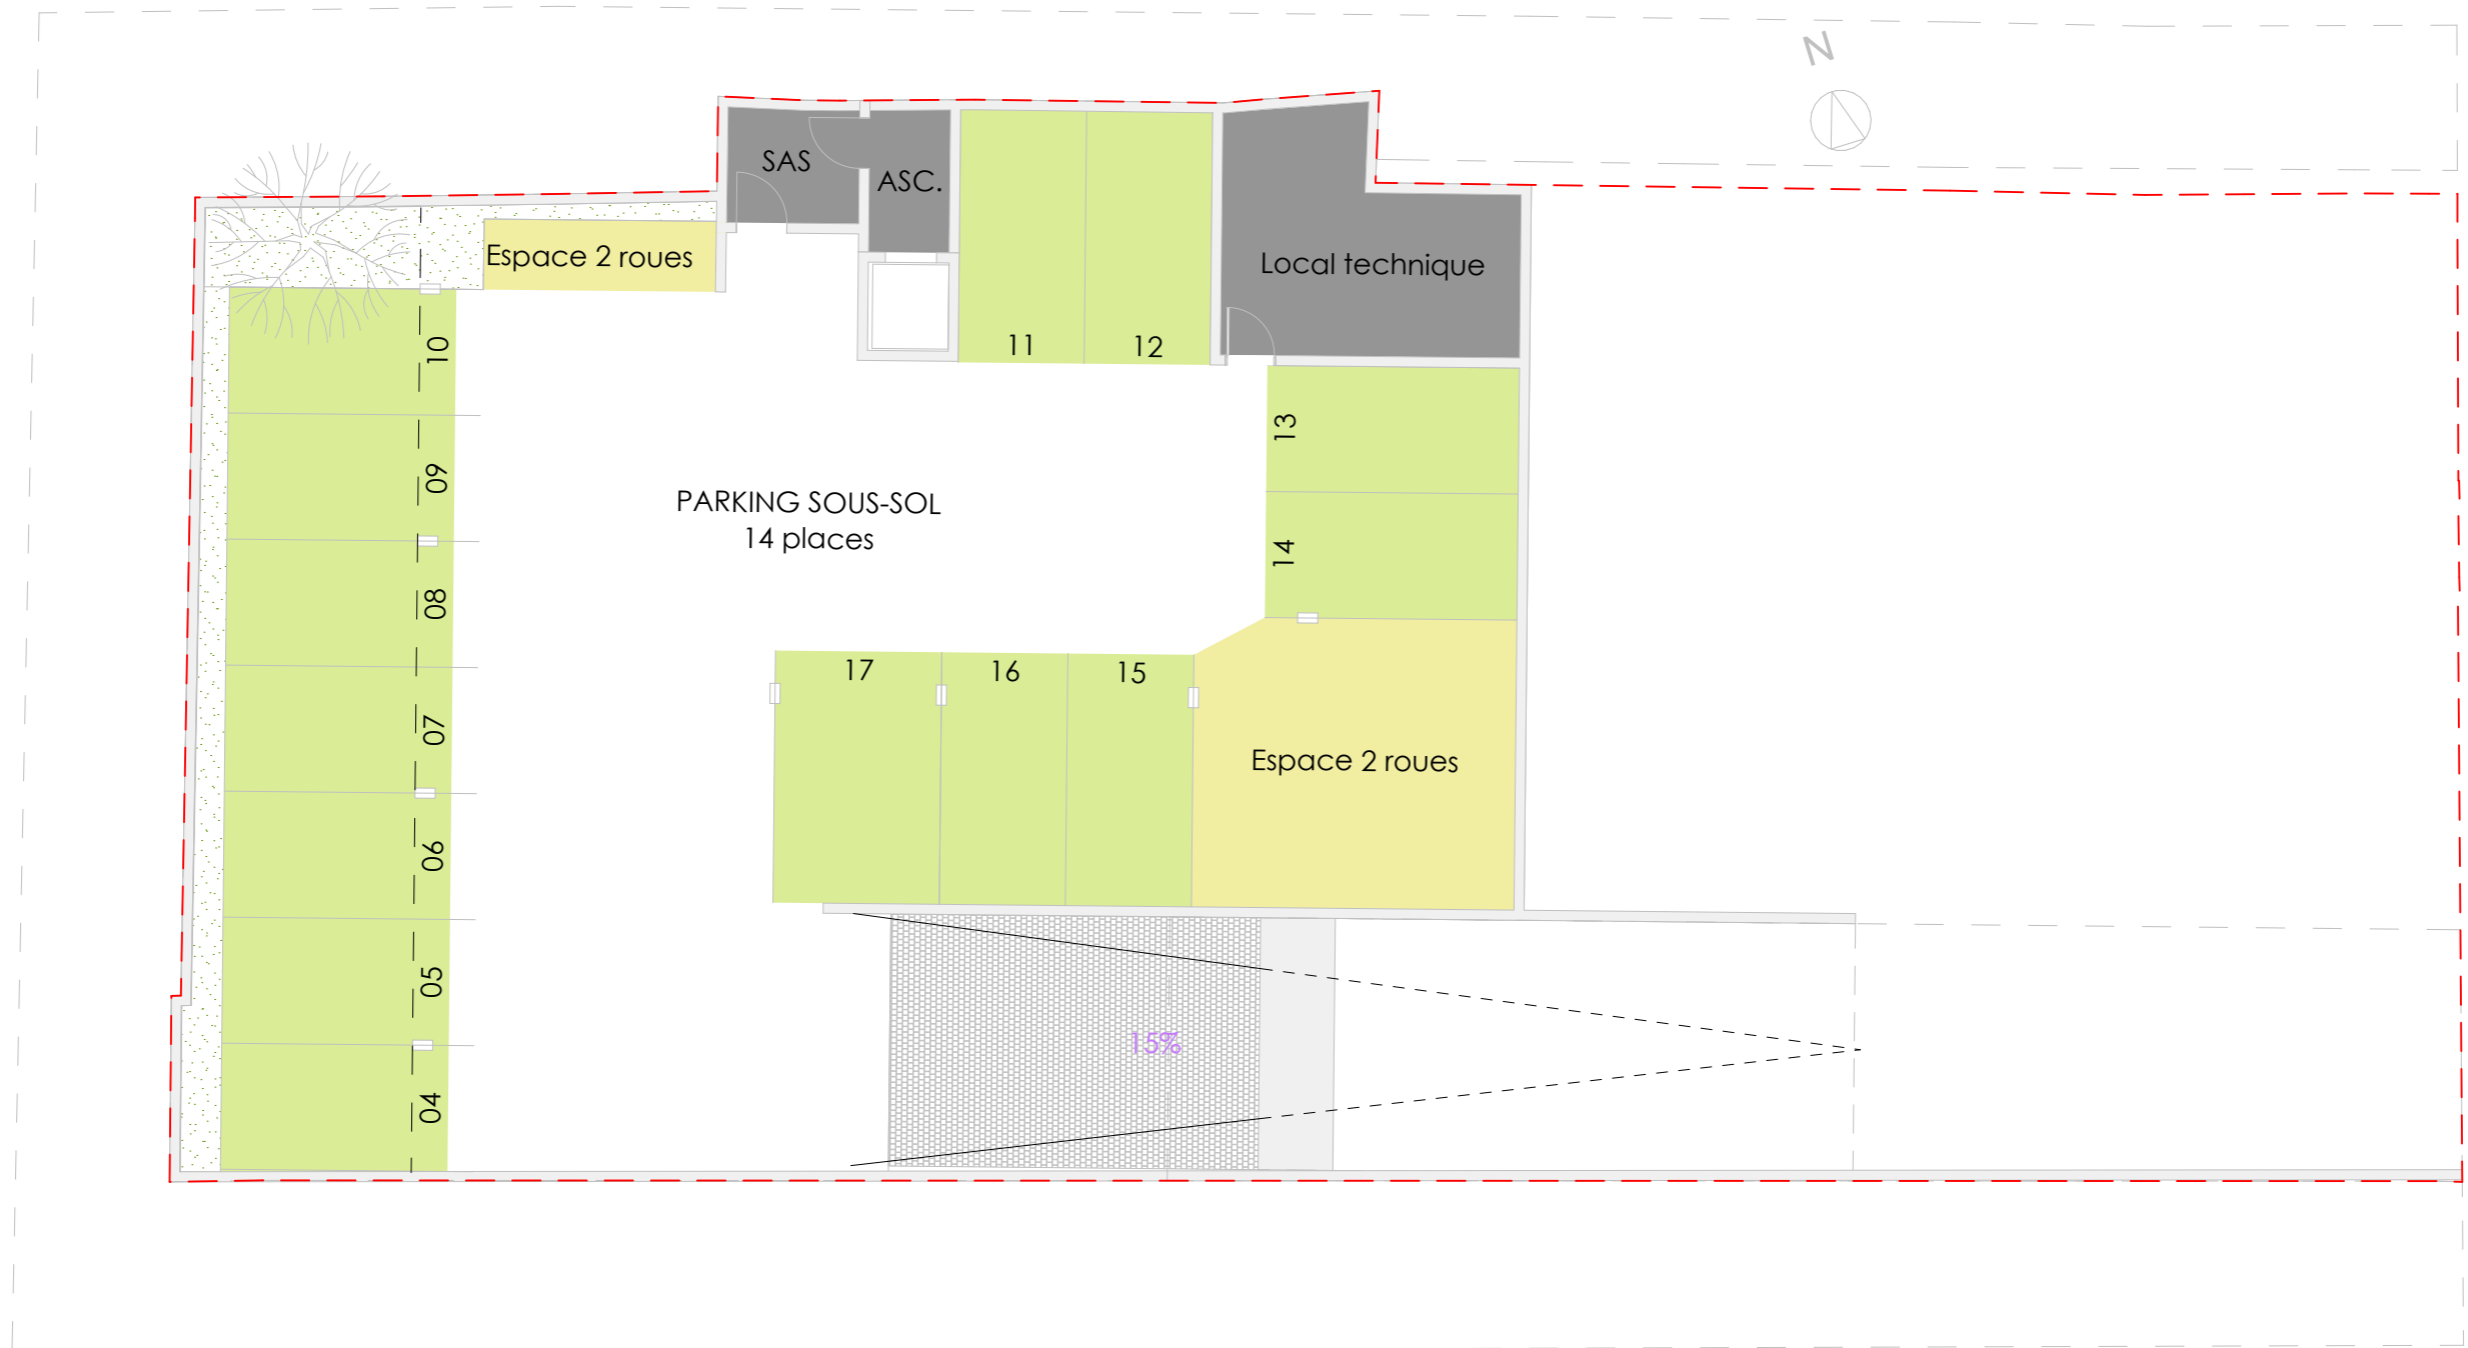 N
SAS
ASC.
Espace 2 roues
Local technique
10
11
12
13
09
PARKING SOUS-SOL
14 places
14
08
17
16
15
07
Espace 2 roues
06
05
15%
04